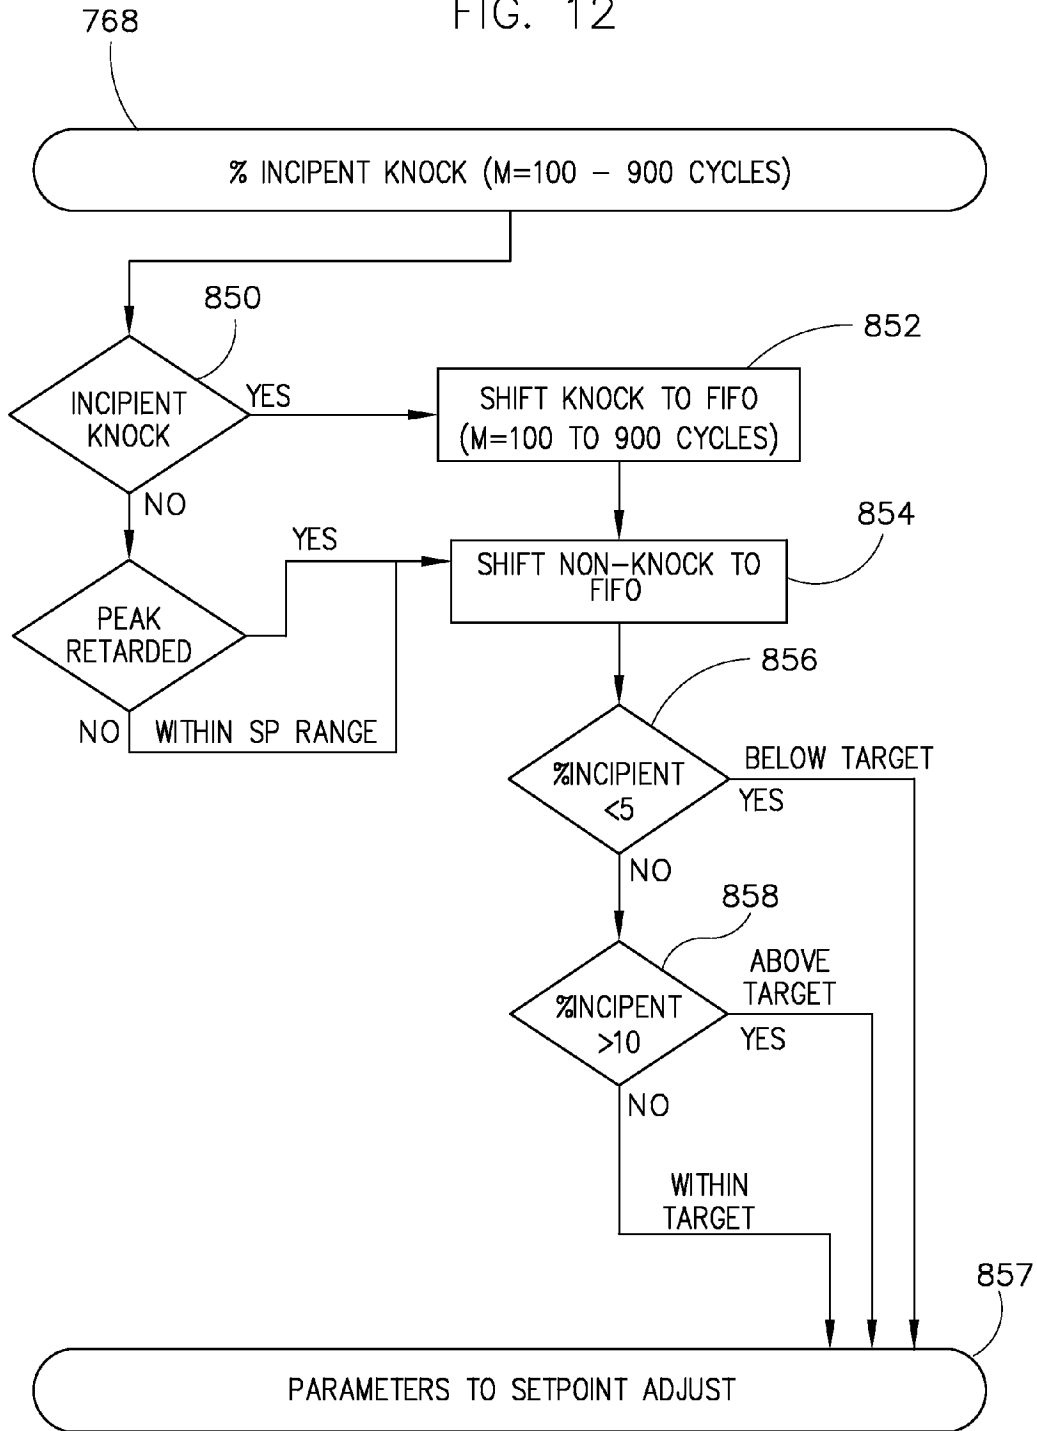 FIG. 12
768
% INCIPENT KNOCK (M=100 – 900 CYCLES)
850
852
INCIPIENT
KNOCK
YES
SHIFT KNOCK TO FIFO
(M=100 TO 900 CYCLES)
NO
854
YES
SHIFT NON–KNOCK TO
FIFO
PEAK
RETARDED
NO
WITHIN SP RANGE
856
%INCIPIENT
<5
BELOW TARGET
YES
NO
858
%INCIPENT
>10
ABOVE
TARGET
YES
NO
WITHIN
TARGET
857
PARAMETERS TO SETPOINT ADJUST